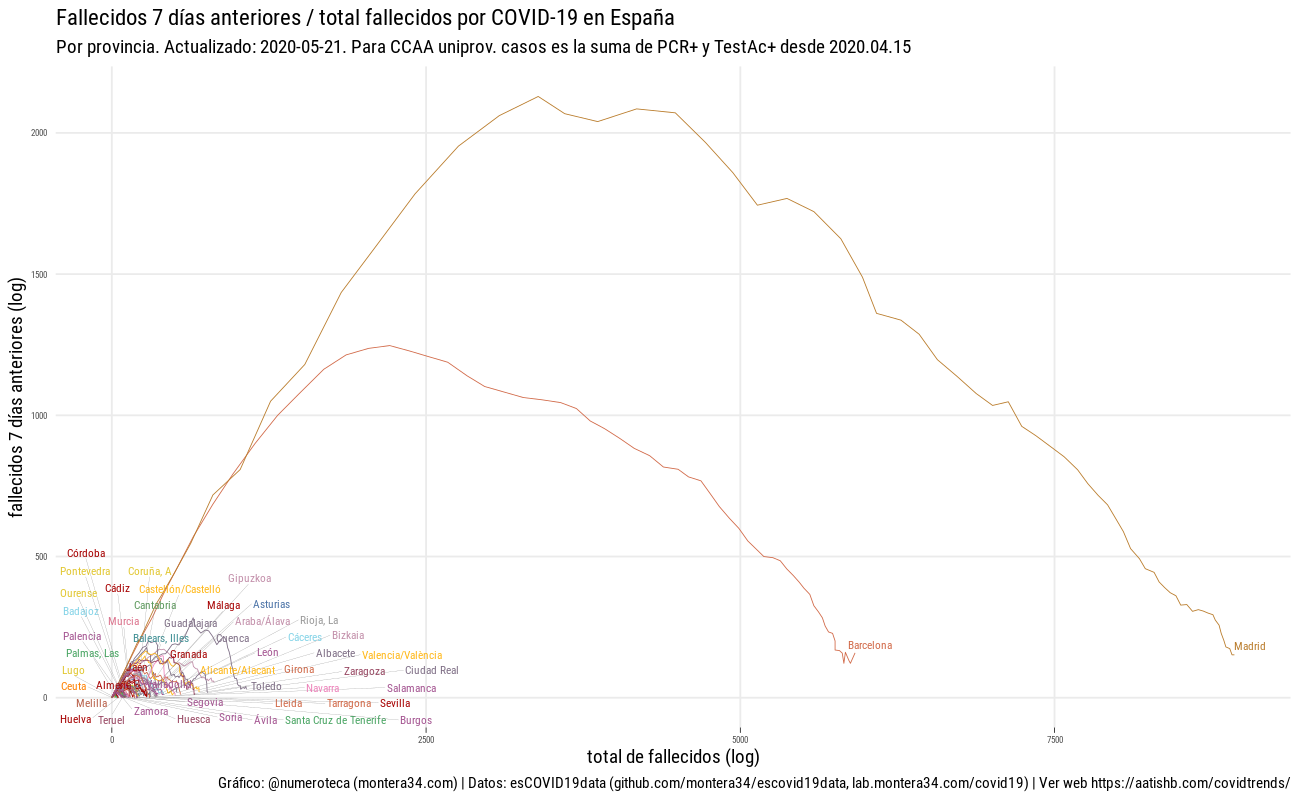 Fallecidos 7 días anteriores / total fallecidos por COVID-19 en España
Por provincia. Actualizado: 2020-05-21. Para CCAA uniprov. casos es la suma de PCR+ y TestAc+ desde 2020.04.15
fallecidos 7 días anteriores (log)
2000
1500
1000
500
0
Córdoba
Pontevedra
Coruña, A
Gipuzkoa
Ourense
Cádiz
Castellón/Castelló
Badajoz
Cantabria
Málaga
Asturias
Murcia
Guadalajara
Araba/Álava
Rioja, La
Palencia
Balears, Illes
Cuenca
Cáceres
Bizkaia
Palmas, Las
Granada
León
Albacete
Valencia/València
Barcelona
Madrid
Lugo
Jaén
Alicante/Alacant
Girona
Zaragoza
Ciudad Real
Ceuta
Toledo
Navarra
Salamanca
Melilla
Segovia
Lleida
Tarragona
Sevilla
Huelva
Teruel
Zamora
Huesca
Soria
Ávila
Santa Cruz de Tenerife
Burgos
0
2500
5000
7500
total de fallecidos (log)
Gráfico: @numeroteca (montera34.com) | Datos: esCOVID19data (github.com/montera34/escovid19data, lab.montera34.com/covid19) | Ver web https://aatishb.com/covidtrends/